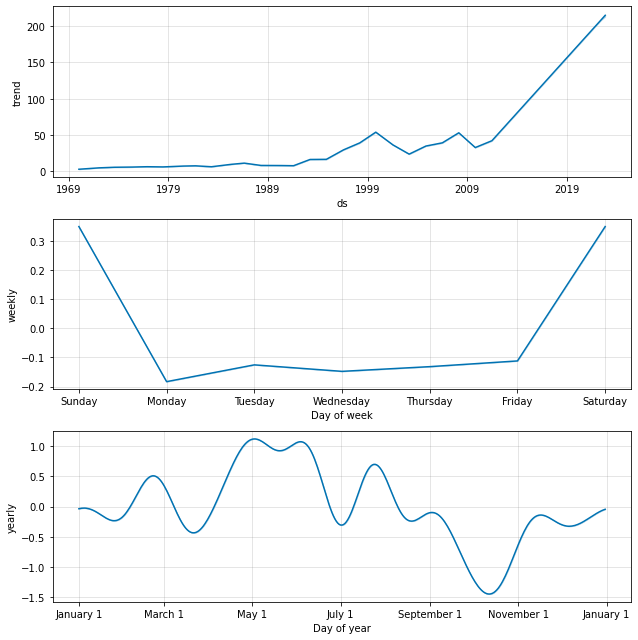 200
150
100
50
0
trend
1969 1979 1989 1999 2009 2019
ds
0.3
0.2
0.1
0.0
−0.1
−0.2
weekly
Sunday Monday Tuesday Wednesday Thursday Friday Saturday
Day of week
1.0
0.5
0.0
−0.5
−1.0
−1.5
yearly
January 1 March 1 May 1 July 1 September 1 November 1 January 1
Day of year